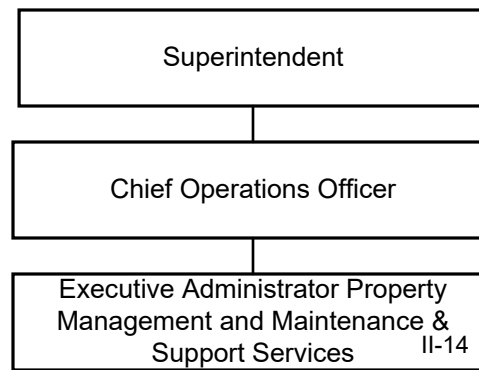 Superintendent
Chief Operations Officer
Executive Administrator Property
Management and Maintenance &
Support Services
II-14